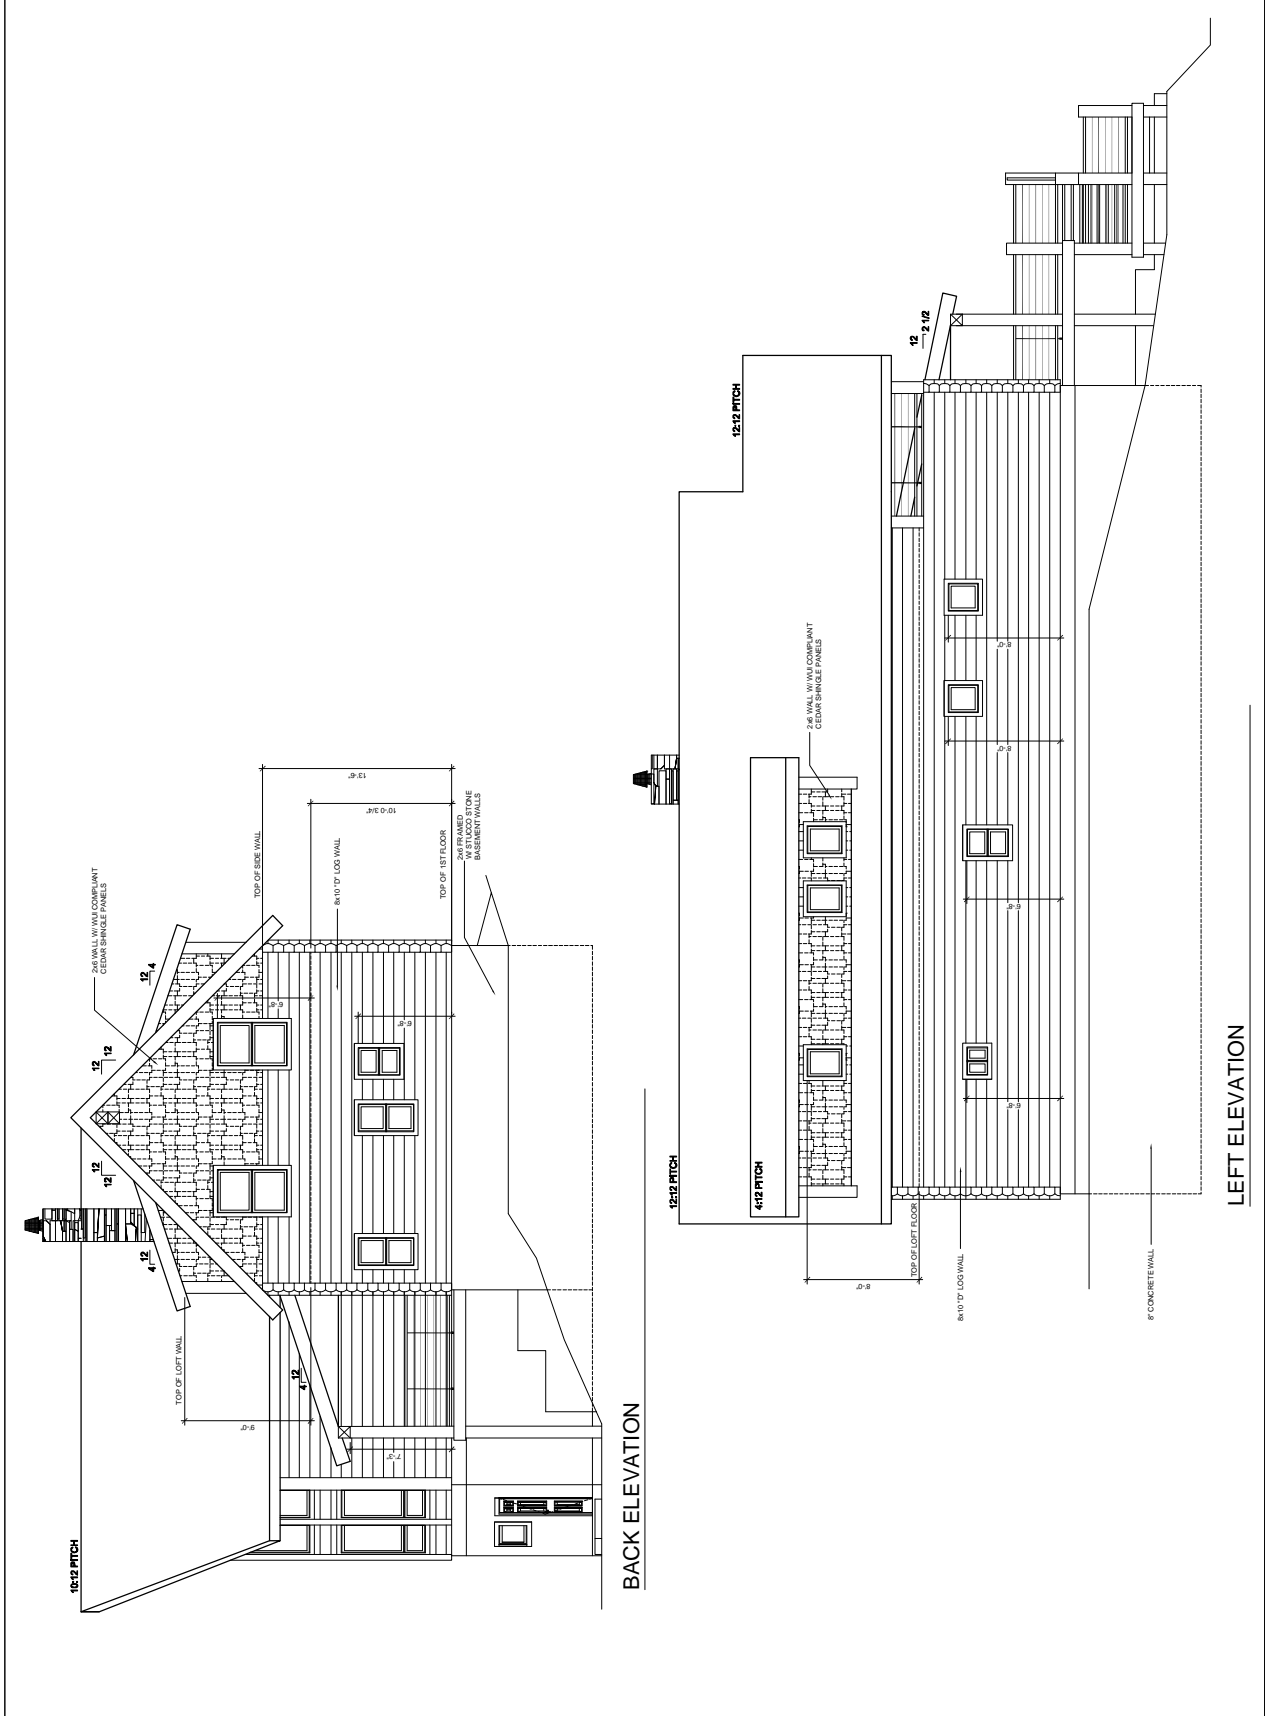 BACK ELEVATION
10:12 PITCH
12
4
12
12
12
12
12
4
12
4
2x6 WALL W/ WUI COMPLIANT
CEDAR SHINGLE PANELS
TOP OF LOFT WALL
9'-0"
7'-3"
6'-8"
6'-8"
TOP OF SIDE WALL
13'-6"
10'-0 3/4"
8x10 "D" LOG WALL
TOP OF 1ST FLOOR
2x6 FRAMED
W/ STUCCO STONE
BASEMENT WALLS
LEFT ELEVATION
12:12 PITCH
12:12 PITCH
4:12 PITCH
2x6 WALL W/ WUI COMPLIANT
CEDAR SHINGLE PANELS
12
2 1/2
8'-0"
TOP OF LOFT FLOOR
6'-8"
6'-8"
8'-0"
8'-0"
8x10 "D" LOG WALL
8" CONCRETE WALL